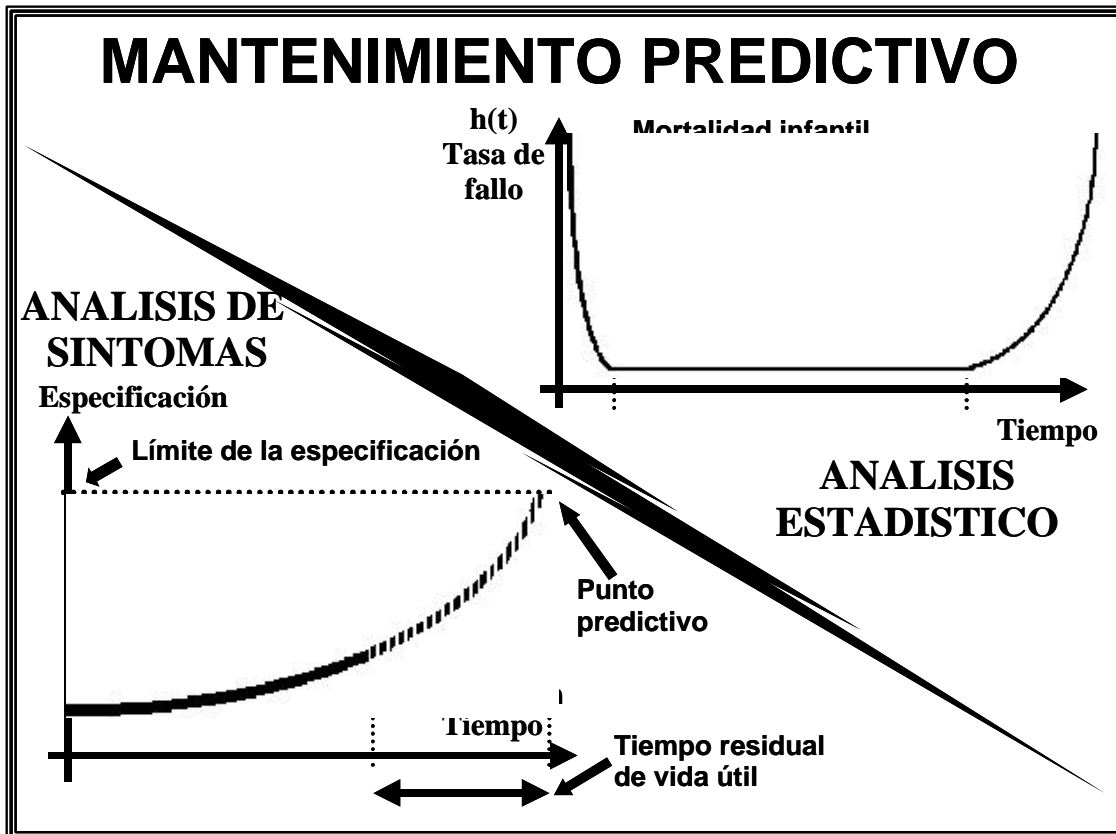 MANTENIMIENTO PREDICTIVO
h(t)
Tasa de
fallo
Mortalidad infantil
Tiempo
ANALISIS
ESTADISTICO
ANALISIS DE
SINTOMAS
Especificación
Límite de la especificación
Punto
predictivo
Tiempo
Tiempo residual
de vida útil